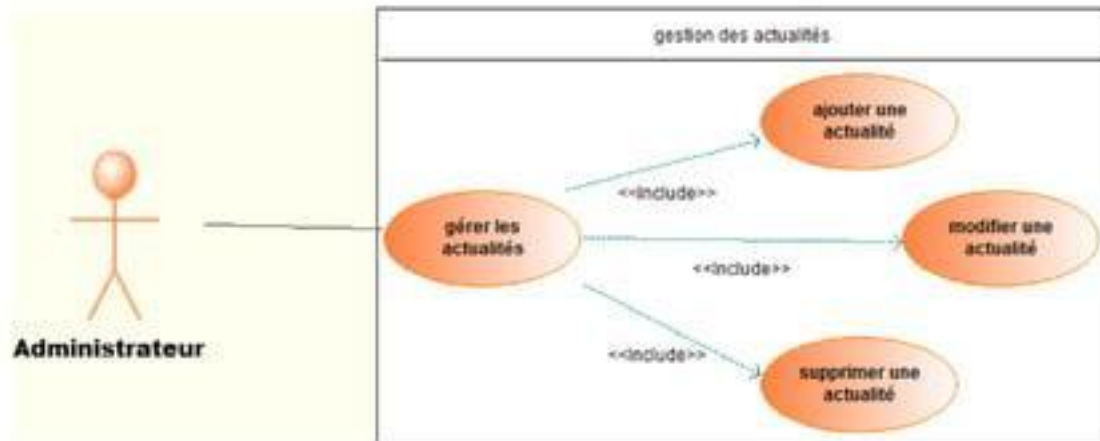 gestion des actualités
ajouter une
actualité
<<Include>>
gérer les
actualités
modifier une
actualité
<<Include>>
Administrateur
<<Include>>
supprimer une
actualité